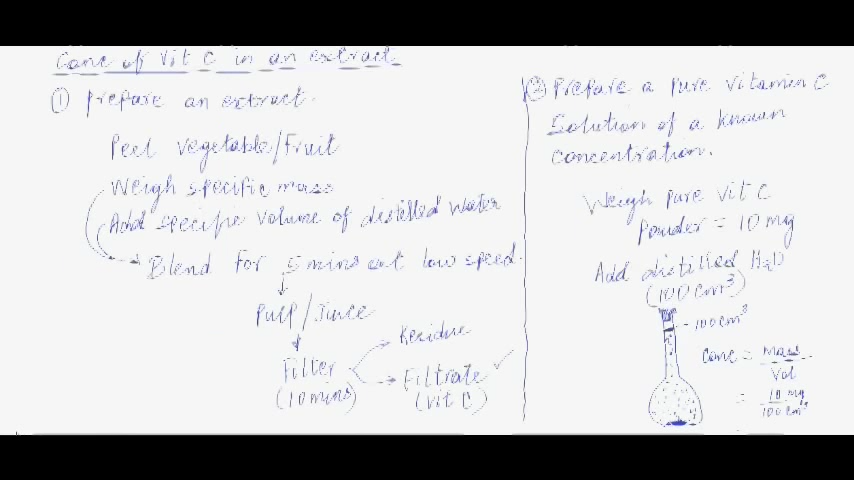 Conc of Vit C in an extract
① Prepare an extract.
Peel vegetable/Fruit
Weigh specific mass
Add specific volume of distilled water
Blend for 5 mins at low speed.
Pulp/Juice
Residue
Filter
(10 mins)
Filtrate ✓
(Vit C)
② Prepare a pure vitamin C
Solution of a known
concentration.
Weigh pure vit C
Powder = 10 mg
Add distilled H2O
(100 cm³)
- 100 cm³
Conc = mass
Vol
= 10 mg
100 cm³